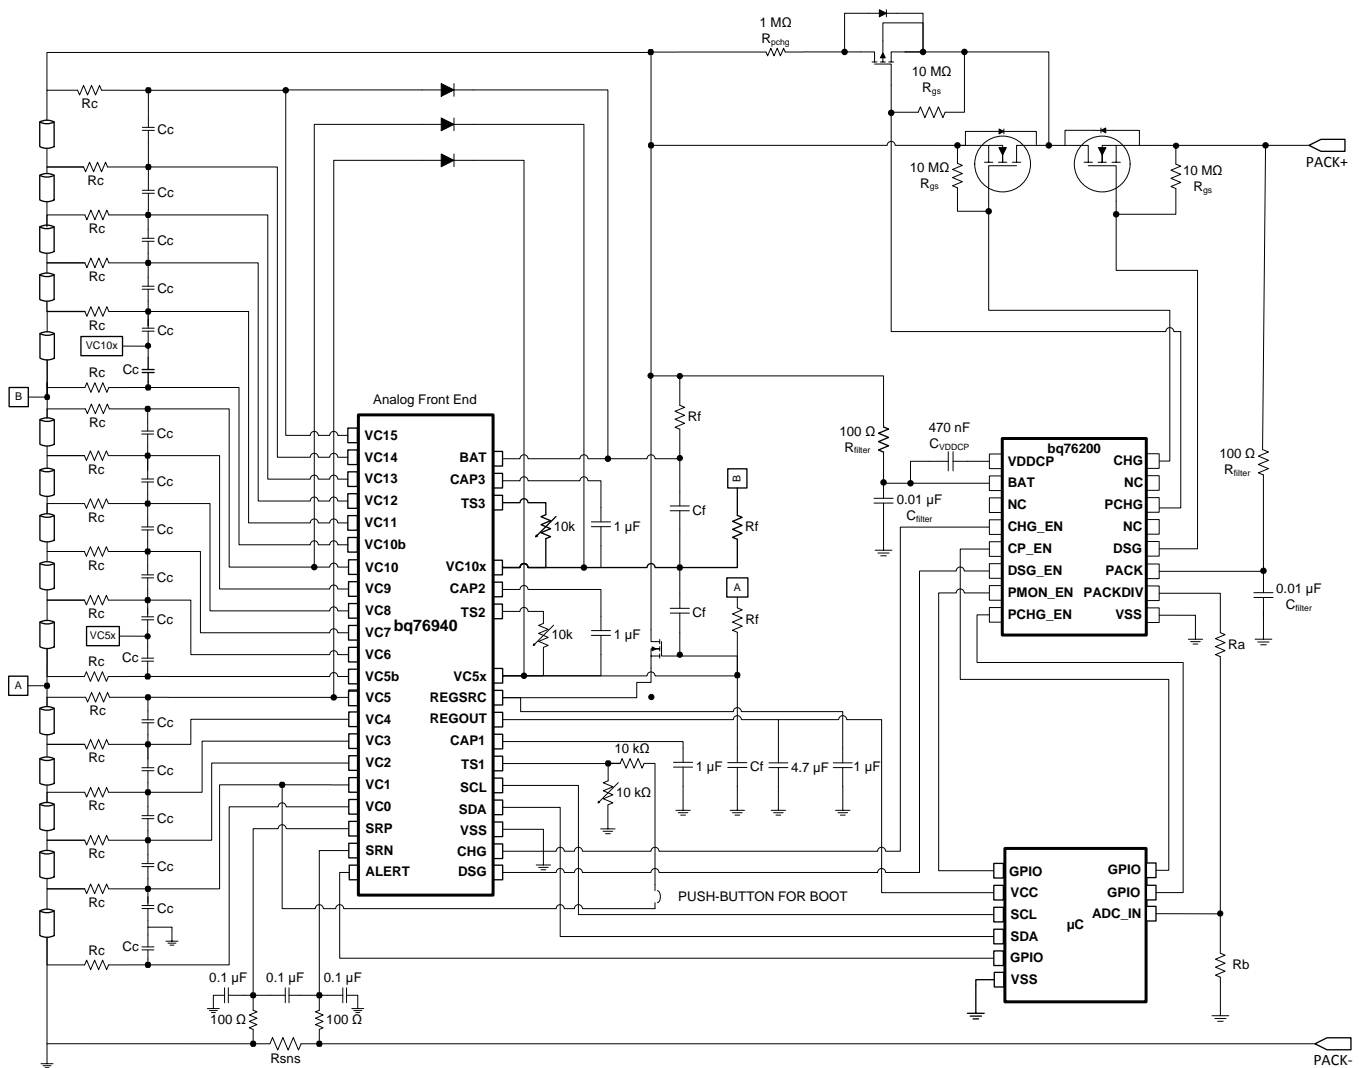 1 MΩ
Rpchg
10 MΩ
Rgs
PACK+
10 MΩ
Rgs
10 MΩ
Rgs
Rc
Cc
Rc
Cc
Rc
Cc
Rc
Cc
Rc
Cc
VC10x
Cc
Rc
B
Rc
Cc
Rc
Cc
Rc
Cc
Rc
Cc
Rc
Cc
VC5x
Cc
Rc
A
Rc
Cc
Rc
Cc
Rc
Cc
Rc
Cc
Rc
Cc
Cc
Rc
Analog Front End
bq76940
VC15
VC14
VC13
VC12
VC11
VC10b
VC10
VC9
VC8
VC7
VC6
VC5b
VC5
VC4
VC3
VC2
VC1
VC0
SRP
SRN
ALERT
BAT
CAP3
TS3
VC10x
CAP2
TS2
VC5x
REGSRC
REGOUT
CAP1
TS1
SCL
SDA
VSS
CHG
DSG
Rf
Cf
10k
1 µF
B
Rf
Cf
10k
1 µF
A
Rf
10 kΩ
10 kΩ
1 µF
Cf
4.7 µF
1 µF
PUSH-BUTTON FOR BOOT
100 Ω
Rfilter
470 nF
CVDDCP
0.01 µF
Cfilter
bq76200
VDDCP
BAT
NC
CHG_EN
CP_EN
DSG_EN
PMON_EN
PCHG_EN
CHG
NC
PCHG
NC
DSG
PACK
PACKDIV
VSS
100 Ω
Rfilter
0.01 µF
Cfilter
Ra
Rb
µC
GPIO
VCC
SCL
SDA
GPIO
VSS
GPIO
GPIO
ADC_IN
0.1 µF
0.1 µF
0.1 µF
100 Ω
100 Ω
Rsns
PACK-